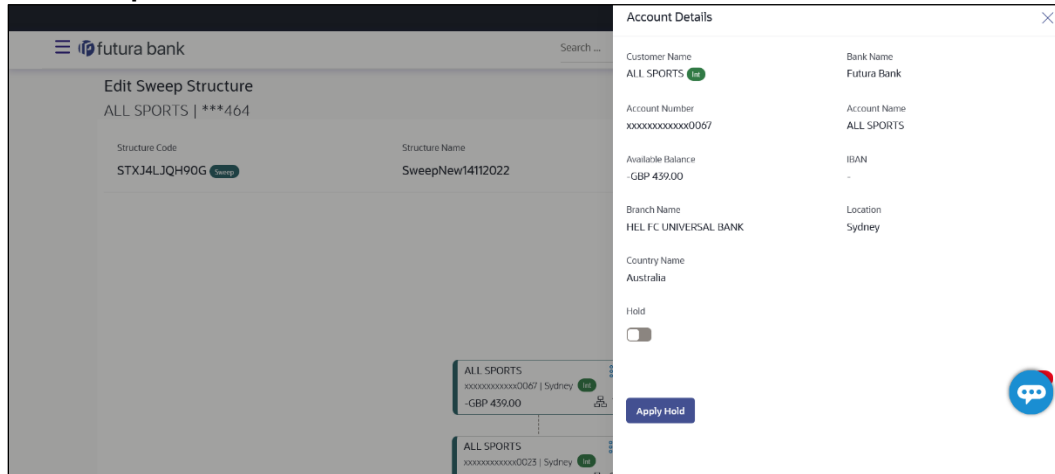 Account Details
futura bank
Search ...
Edit Sweep Structure
ALL SPORTS | ***464
Structure Code
STXJ4LJQH90G Sweep
Structure Name
SweepNew14112022
Customer Name
ALL SPORTS Int
Bank Name
Futura Bank
Account Number
xxxxxxxxxxxx0067
Account Name
ALL SPORTS
Available Balance
-GBP 439.00
IBAN
-
Branch Name
HEL FC UNIVERSAL BANK
Location
Sydney
Country Name
Australia
Hold
Apply Hold
ALL SPORTS
xxxxxxxxxxxx0067 | Sydney Int
-GBP 439.00
ALL SPORTS
xxxxxxxxxxxx0023 | Sydney Int